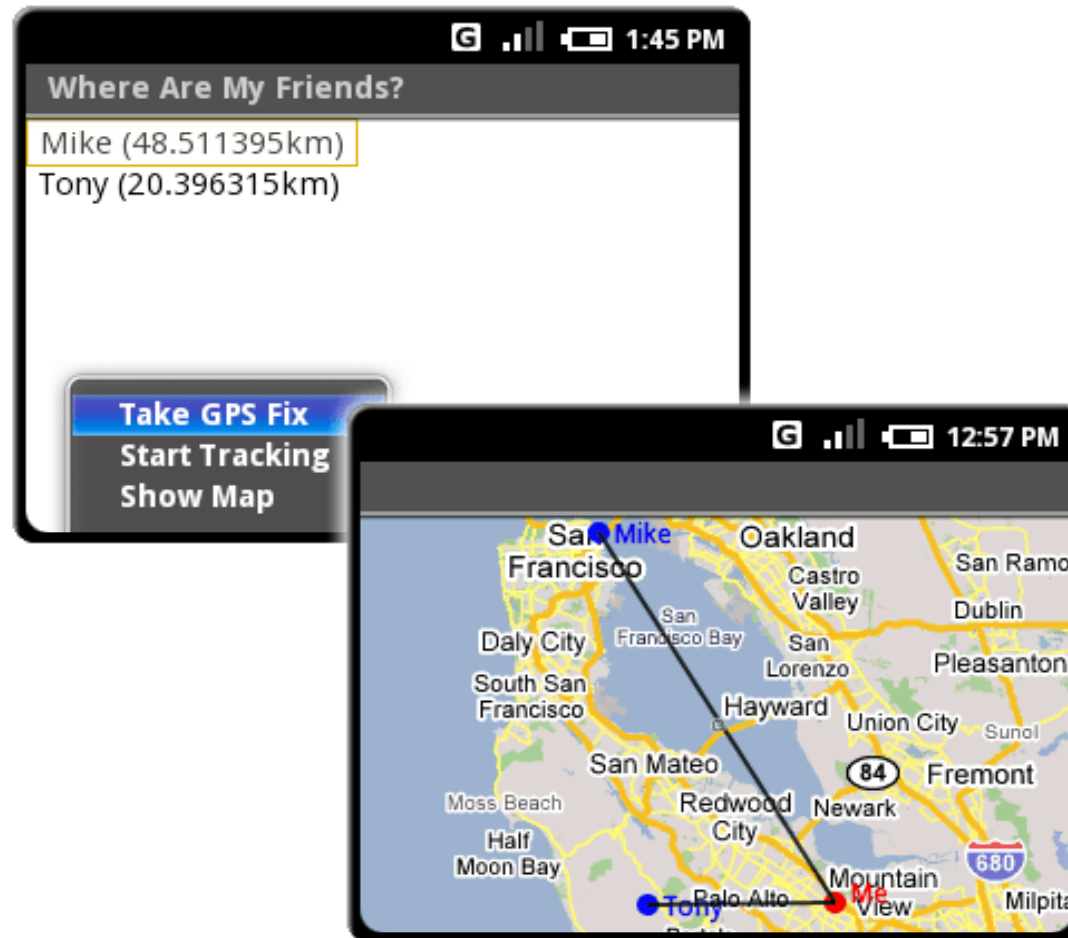 G 1:45 PM
Where Are My Friends?
Mike (48.511395km)
Tony (20.396315km)
Take GPS Fix
Start Tracking
Show Map
G 12:57 PM
San Mike
Francisco
Oakland
San Ramo
Castro
Valley
Dublin
San
Francisco Bay
Daly City
San
Lorenzo
Pleasanton
South San
Francisco
Hayward
Union City
Sunol
San Mateo
84
Fremont
Moss Beach
Redwood
City
Newark
Half
Moon Bay
680
Mountain
View
Me
Palo Alto
Tony
Milpita